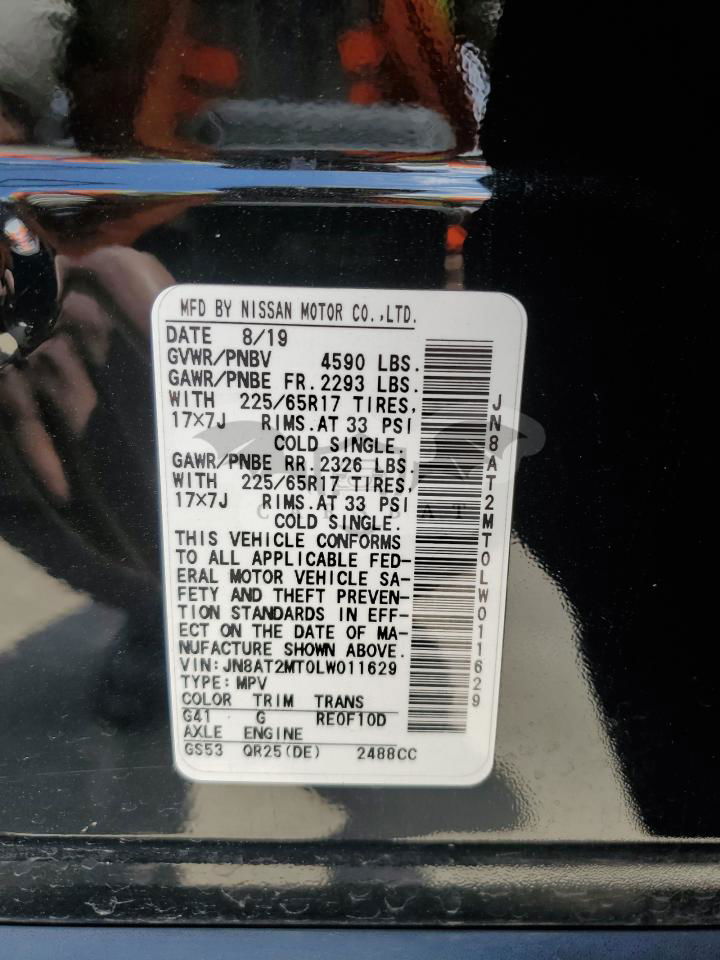 MFD BY NISSAN MOTOR CO.,LTD.
DATE 8/19
GVWR/PNBV 4590 LBS.
GAWR/PNBE FR. 2293 LBS.
WITH 225/65R17 TIRES,
17X7J RIMS.AT 33 PSI
COLD SINGLE.
GAWR/PNBE RR. 2326 LBS.
WITH 225/65R17 TIRES,
17X7J RIMS.AT 33 PSI
COLD SINGLE.
THIS VEHICLE CONFORMS
TO ALL APPLICABLE FED-
ERAL MOTOR VEHICLE SA-
FETY AND THEFT PREVEN-
TION STANDARDS IN EFF-
ECT ON THE DATE OF MA-
NUFACTURE SHOWN ABOVE.
VIN:JN8AT2MT0LW011629
TYPE:MPV
COLOR TRIM TRANS
G41 G RE0F10D
AXLE ENGINE
GS53 QR25(DE) 2488CC
JN8AT2MT0LW011629